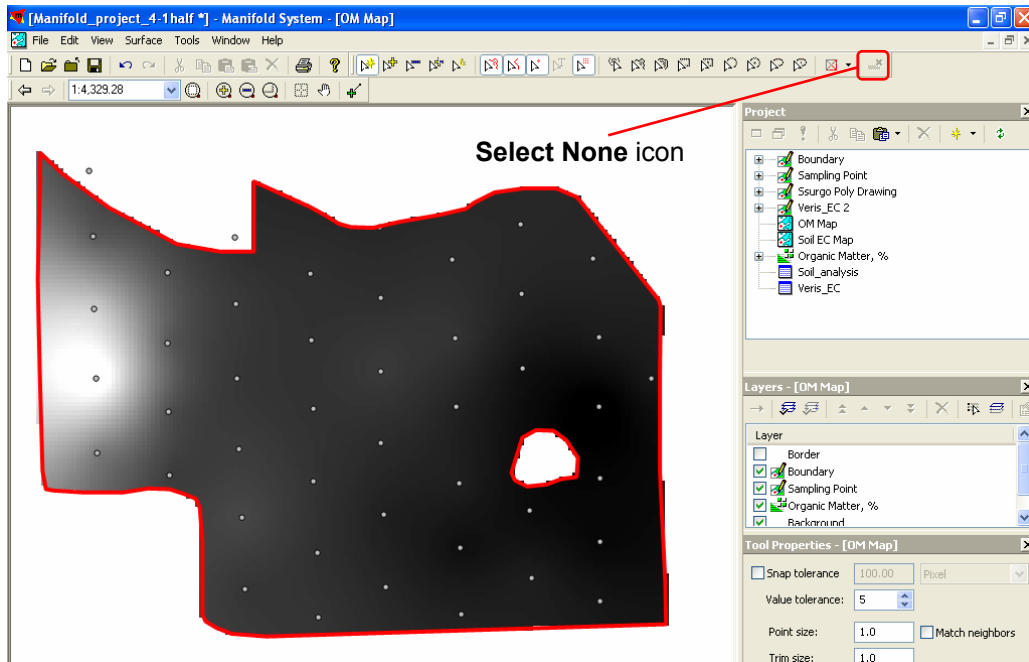 [Manifold_project_4-1half *] - Manifold System - [OM Map]
File Edit View Surface Tools Window Help
1:4,329.28
Select None icon
Project
Boundary
Sampling Point
Ssurgo Poly Drawing
Veris_EC 2
OM Map
Soil EC Map
Organic Matter, %
Soil_analysis
Veris_EC
Layers - [OM Map]
Layer
Border
Boundary
Sampling Point
Organic Matter, %
Background
Tool Properties - [OM Map]
Snap tolerance 100.00 Pixel
Value tolerance: 5
Point size: 1.0 Match neighbors
Trim size: 1.0